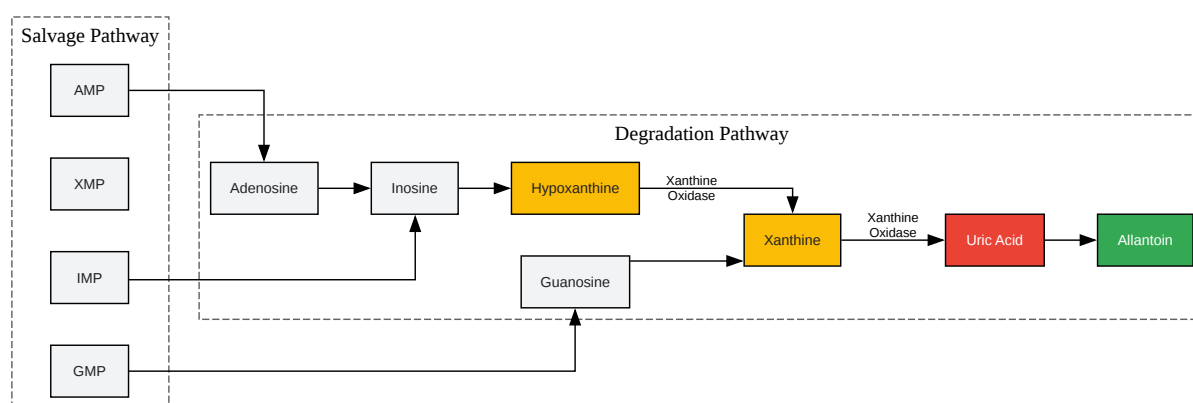 Salvage Pathway
AMP
XMP
IMP
GMP
Degradation Pathway
Adenosine
Inosine
Hypoxanthine
Xanthine
Oxidase
Guanosine
Xanthine
Xanthine
Oxidase
Uric Acid
Allantoin